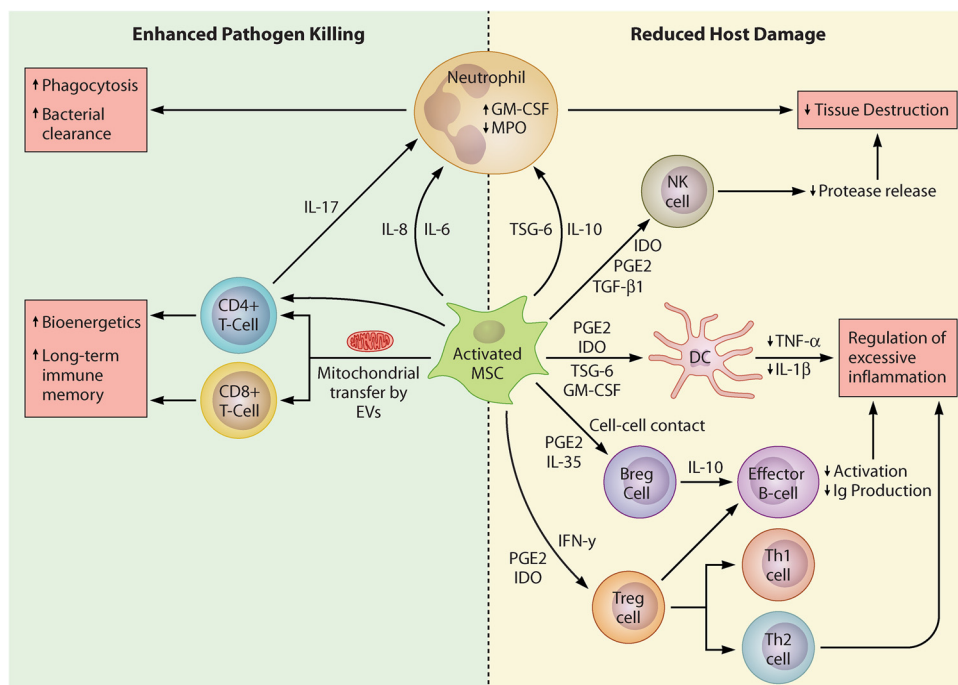 Enhanced Pathogen Killing
Reduced Host Damage
↑ Phagocytosis
↑ Bacterial
clearance
Neutrophil
↑ GM-CSF
↓ MPO
↓ Tissue Destruction
NK
cell
↓ Protease release
IL-17
IL-8
IL-6
TSG-6
IL-10
IDO
PGE2
TGF-β1
CD4+
T-Cell
↑ Bioenergetics
↑ Long-term
immune
memory
CD8+
T-Cell
Mitochondrial
transfer by
EVs
Activated
MSC
PGE2
IDO
TSG-6
GM-CSF
DC
↓ TNF-α
↓ IL-1β
Regulation of
excessive
inflammation
Cell-cell contact
PGE2
IL-35
Breg
Cell
IL-10
Effector
B-cell
↓ Activation
↓ Ig Production
IFN-y
PGE2
IDO
Treg
cell
Th1
cell
Th2
cell